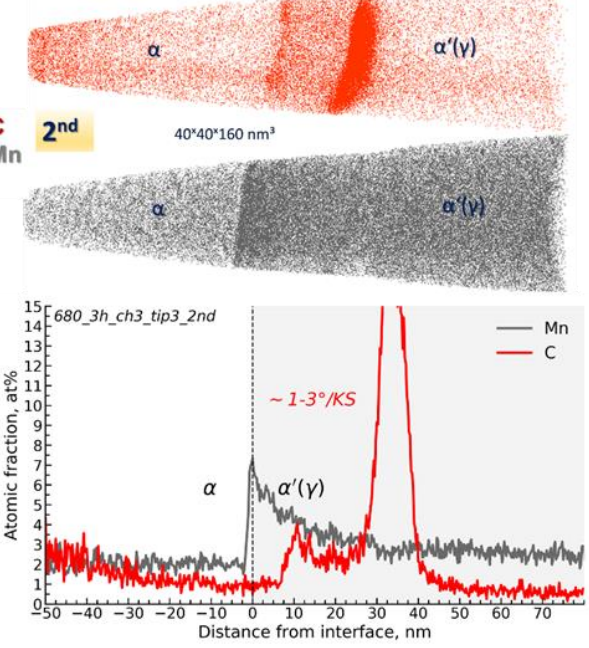 α
α‘(γ)
C
2nd
40×40×160 nm³
Mn
α
α‘(γ)
15
680_3h_ch3_tip3_2nd
14
Mn
13
C
12
11
10
~ 1-3°/KS
9
8
7
6
α
α′(γ)
5
4
3
2
1
0
Atomic fraction, at%
−50 −40 −30 −20 −10 0 10 20 30 40 50 60 70
Distance from interface, nm